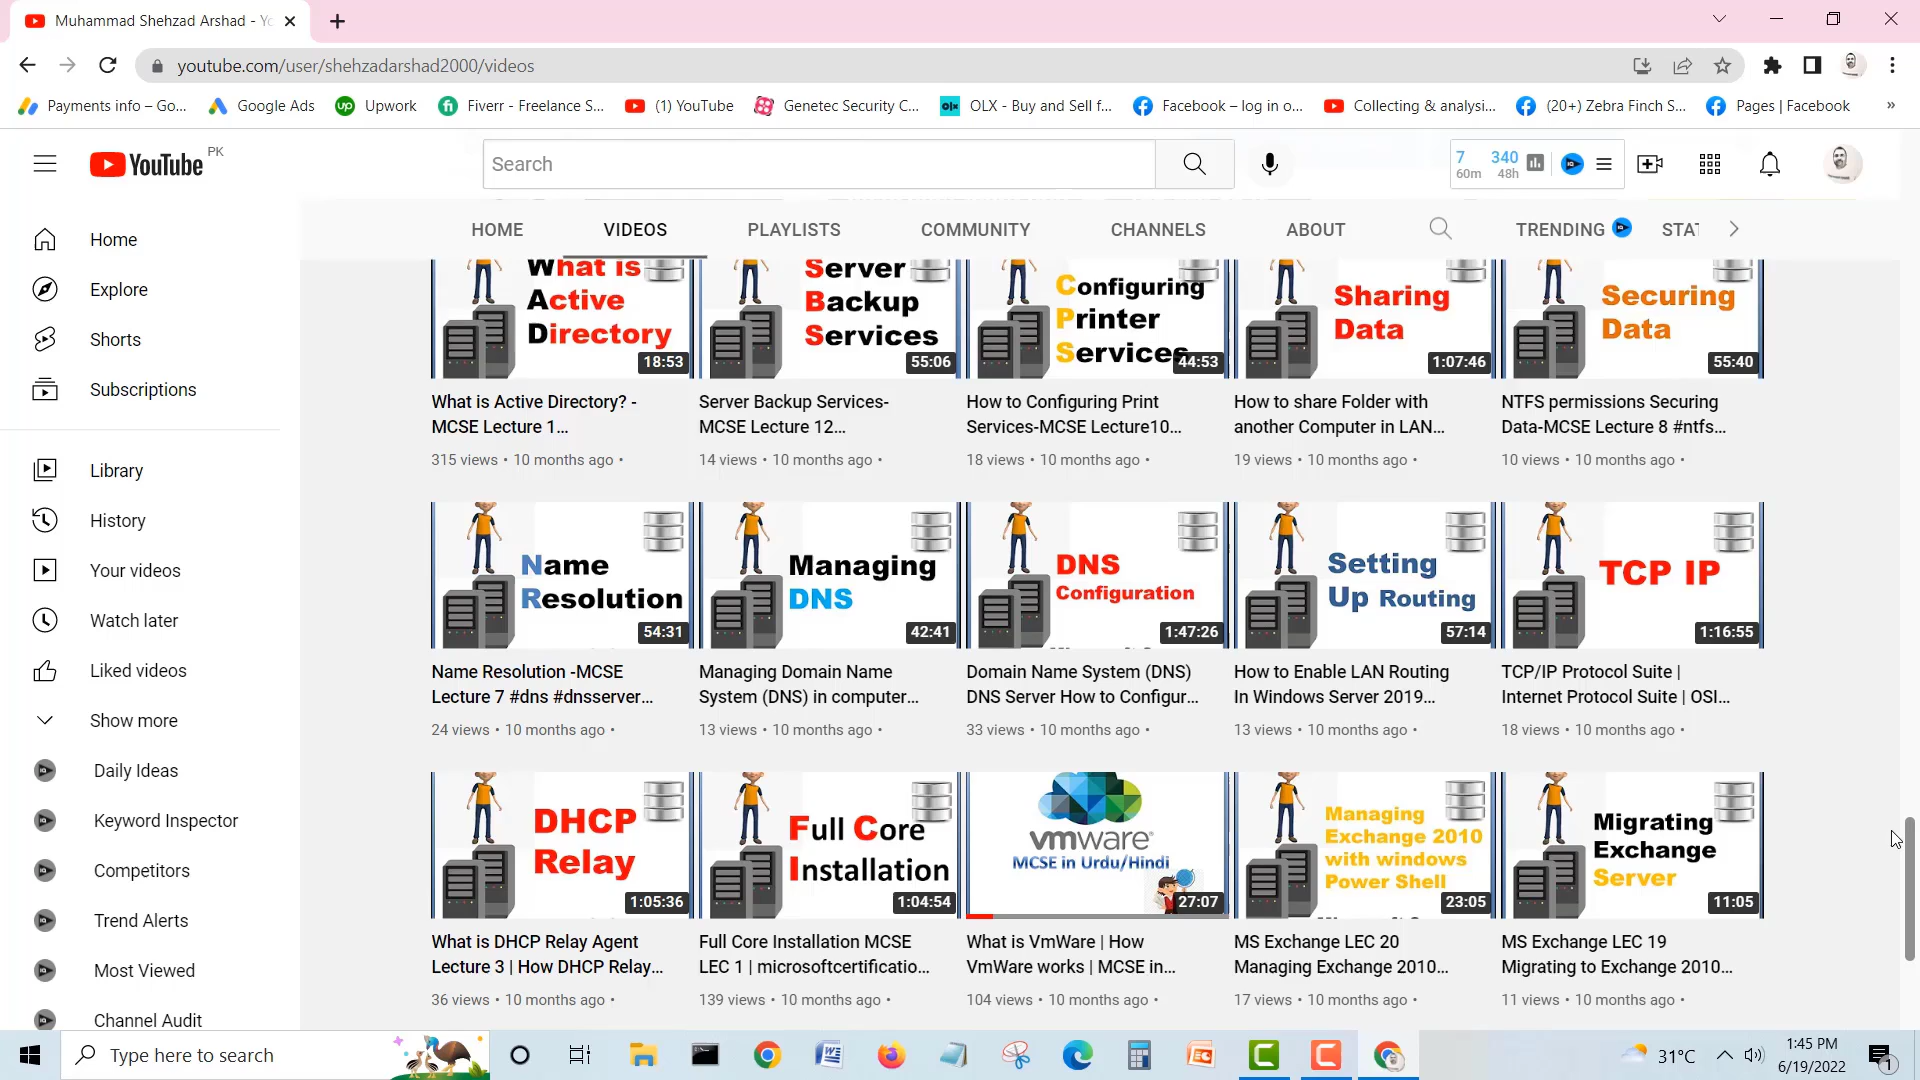 Muhammad Shehzad Arshad - Yo
youtube.com/user/shehzadarshad2000/videos
Payments info – Go...
Google Ads
Upwork
Fiverr - Freelance S...
(1) YouTube
Genetec Security C...
OLX - Buy and Sell f...
Facebook – log in o...
Collecting & analysi...
(20+) Zebra Finch S...
Pages | Facebook
»
YouTube PK
Search
7 340
60m 48h
HOME
VIDEOS
PLAYLISTS
COMMUNITY
CHANNELS
ABOUT
TRENDING
STAT
Home
Explore
Shorts
Subscriptions
Library
History
Your videos
Watch later
Liked videos
Show more
Daily Ideas
Keyword Inspector
Competitors
Trend Alerts
Most Viewed
Channel Audit
What is
Active
Directory
18:53
What is Active Directory? -
MCSE Lecture 1...
315 views • 10 months ago •
Server
Backup
Services
55:06
Server Backup Services-
MCSE Lecture 12...
14 views • 10 months ago •
Configuring
Printer
Services
44:53
How to Configuring Print
Services-MCSE Lecture10...
18 views • 10 months ago •
Sharing
Data
1:07:46
How to share Folder with
another Computer in LAN...
19 views • 10 months ago •
Securing
Data
55:40
NTFS permissions Securing
Data-MCSE Lecture 8 #ntfs...
10 views • 10 months ago •
Name
Resolution
54:31
Name Resolution -MCSE
Lecture 7 #dns #dnsserver...
24 views • 10 months ago •
Managing
DNS
42:41
Managing Domain Name
System (DNS) in computer...
13 views • 10 months ago •
DNS
Configuration
1:47:26
Domain Name System (DNS)
DNS Server How to Configur...
33 views • 10 months ago •
Setting
Up Routing
57:14
How to Enable LAN Routing
In Windows Server 2019...
13 views • 10 months ago •
TCP IP
1:16:55
TCP/IP Protocol Suite |
Internet Protocol Suite | OSI...
18 views • 10 months ago •
DHCP
Relay
1:05:36
What is DHCP Relay Agent
Lecture 3 | How DHCP Relay...
36 views • 10 months ago •
Full Core
Installation
1:04:54
Full Core Installation MCSE
LEC 1 | microsoftcertificatio...
139 views • 10 months ago •
vmware
MCSE in Urdu/Hindi
27:07
What is VmWare | How
VmWare works | MCSE in...
104 views • 10 months ago •
Managing
Exchange 2010
with windows
Power Shell
23:05
MS Exchange LEC 20
Managing Exchange 2010...
17 views • 10 months ago •
Migrating
Exchange
Server
11:05
MS Exchange LEC 19
Migrating to Exchange 2010...
11 views • 10 months ago •
Type here to search
31°C
1:45 PM
6/19/2022
1